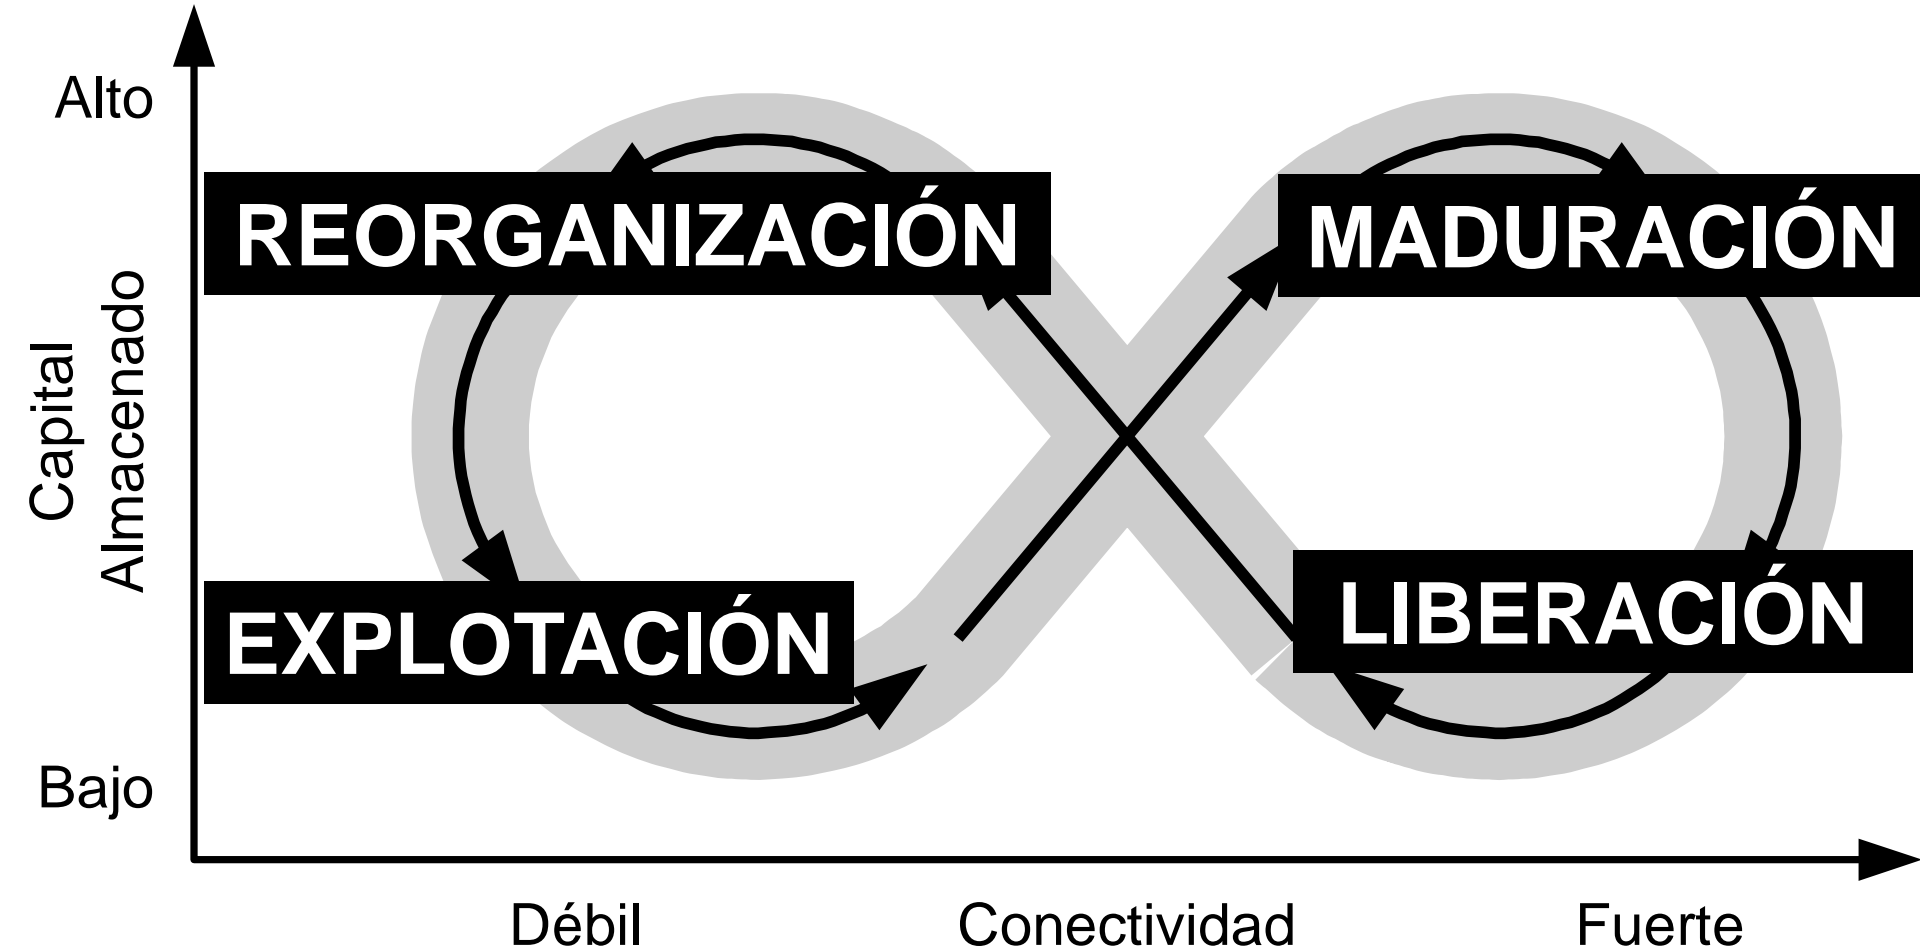 Alto
REORGANIZACIÓN
MADURACIÓN
Capital
Almacenado
EXPLOTACIÓN
LIBERACIÓN
Bajo
Débil
Conectividad
Fuerte